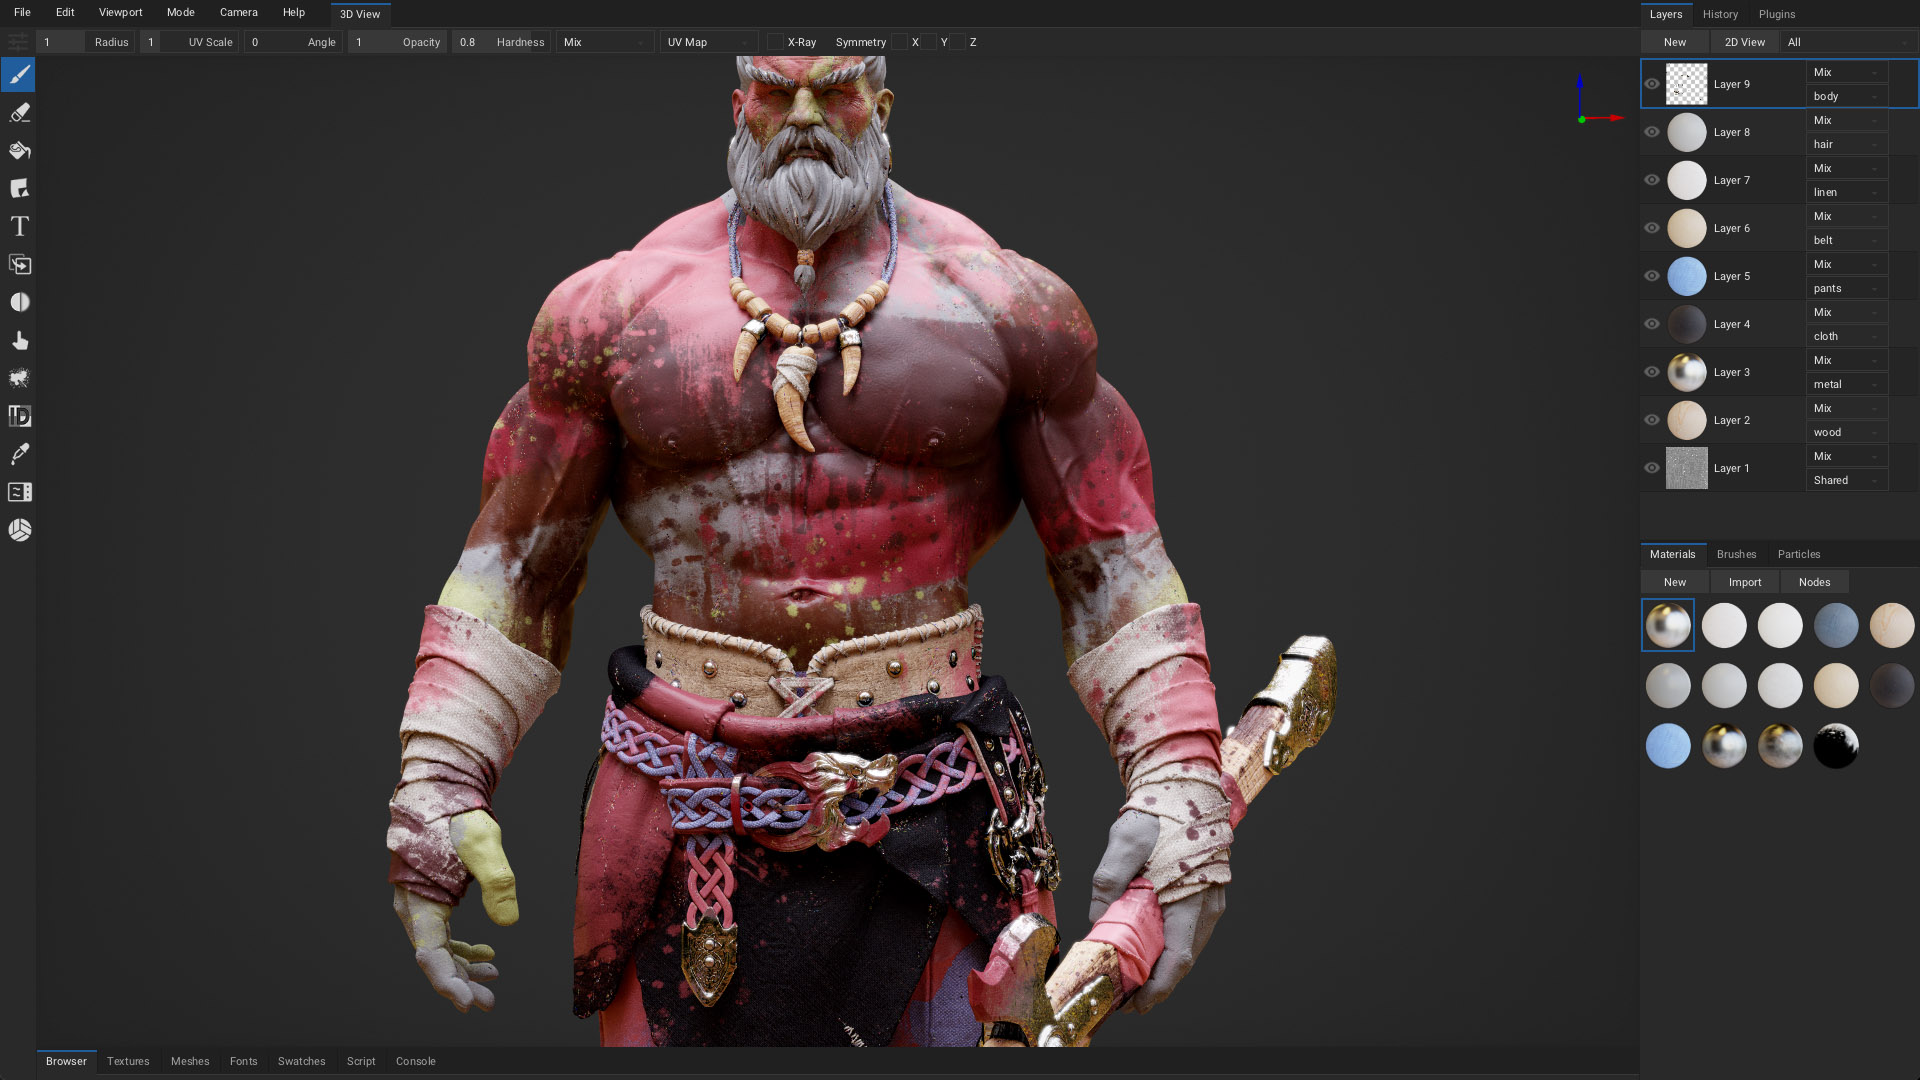 File Edit Viewport Mode Camera Help 3D View
Layers History Plugins
1 Radius 1 UV Scale 0 Angle 1 Opacity 0.8 Hardness Mix UV Map X-Ray Symmetry X Y Z
New 2D View All
T
ID
Layer 9 Mix
body
Layer 8 Mix
hair
Layer 7 Mix
linen
Layer 6 Mix
belt
Layer 5 Mix
pants
Layer 4 Mix
cloth
Layer 3 Mix
metal
Layer 2 Mix
wood
Layer 1 Mix
Shared
Materials Brushes Particles
New Import Nodes
Browser Textures Meshes Fonts Swatches Script Console